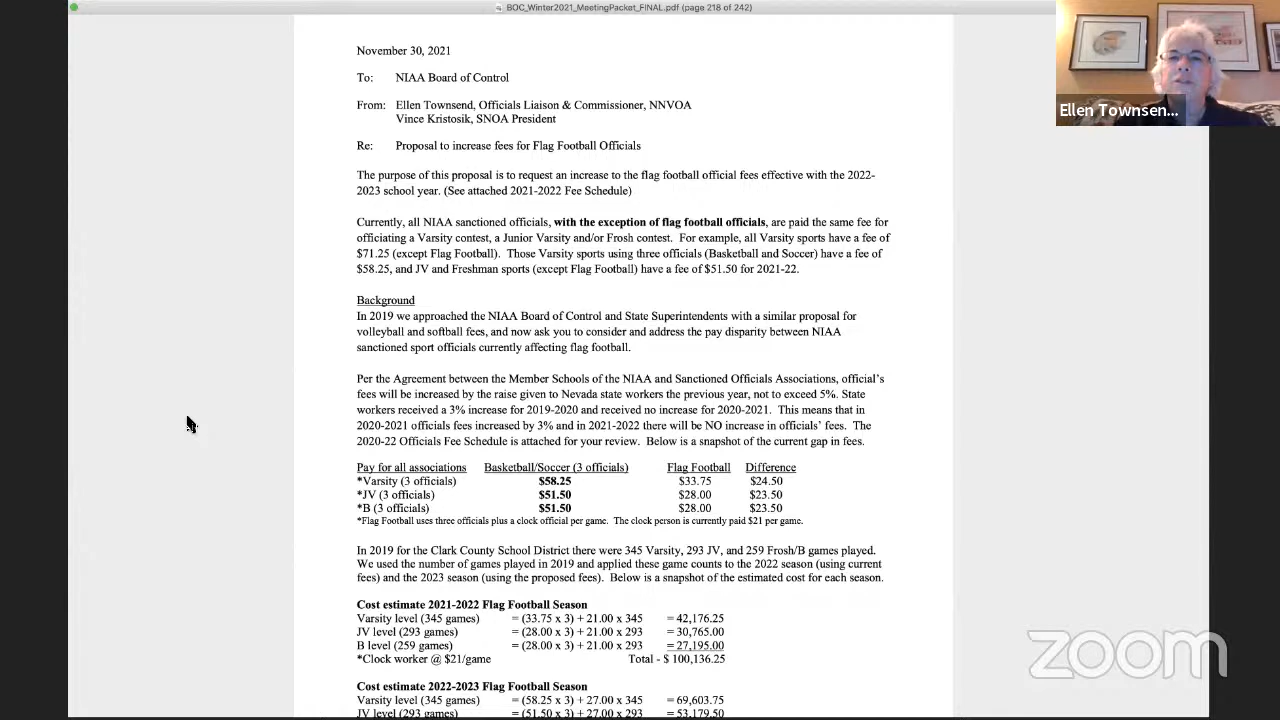 BOC_Winter2021_MeetingPacket_FINAL.pdf (page 218 of 242)
November 30, 2021
To: NIAA Board of Control
From: Ellen Townsend, Officials Liaison & Commissioner, NNVOA
Vince Kristosik, SNOA President
Re: Proposal to increase fees for Flag Football Officials
The purpose of this proposal is to request an increase to the flag football official fees effective with the 2022-
2023 school year. (See attached 2021-2022 Fee Schedule)
Currently, all NIAA sanctioned officials, with the exception of flag football officials, are paid the same fee for
officiating a Varsity contest, a Junior Varsity and/or Frosh contest. For example, all Varsity sports have a fee of
$71.25 (except Flag Football). Those Varsity sports using three officials (Basketball and Soccer) have a fee of
$58.25, and JV and Freshman sports (except Flag Football) have a fee of $51.50 for 2021-22.
Background
In 2019 we approached the NIAA Board of Control and State Superintendents with a similar proposal for
volleyball and softball fees, and now ask you to consider and address the pay disparity between NIAA
sanctioned sport officials currently affecting flag football.
Per the Agreement between the Member Schools of the NIAA and Sanctioned Officials Associations, official's
fees will be increased by the raise given to Nevada state workers the previous year, not to exceed 5%. State
workers received a 3% increase for 2019-2020 and received no increase for 2020-2021. This means that in
2020-2021 officials fees increased by 3% and in 2021-2022 there will be NO increase in officials' fees. The
2020-22 Officials Fee Schedule is attached for your review. Below is a snapshot of the current gap in fees.
Pay for all associations Basketball/Soccer (3 officials) Flag Football Difference
*Varsity (3 officials) $58.25 $33.75 $24.50
*JV (3 officials) $51.50 $28.00 $23.50
*B (3 officials) $51.50 $28.00 $23.50
*Flag Football uses three officials plus a clock official per game. The clock person is currently paid $21 per game.
In 2019 for the Clark County School District there were 345 Varsity, 293 JV, and 259 Frosh/B games played.
We used the number of games played in 2019 and applied these game counts to the 2022 season (using current
fees) and the 2023 season (using the proposed fees). Below is a snapshot of the estimated cost for each season.
Cost estimate 2021-2022 Flag Football Season
Varsity level (345 games) = (33.75 x 3) + 21.00 x 345 = 42,176.25
JV level (293 games) = (28.00 x 3) + 21.00 x 293 = 30,765.00
B level (259 games) = (28.00 x 3) + 21.00 x 259 = 27,195.00
*Clock worker @ $21/game Total - $ 100,136.25
Cost estimate 2022-2023 Flag Football Season
Varsity level (345 games) = (58.25 x 3) + 27.00 x 345 = 69,603.75
JV level (293 games) = (51.50 x 3) + 27.00 x 293 = 53,179.50
Ellen Townsen...
zoom